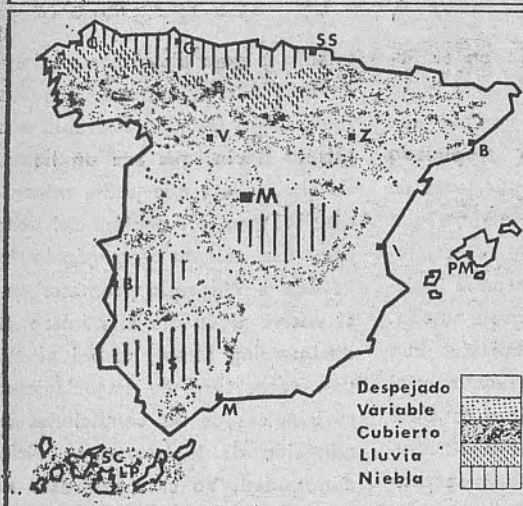 C G SS
V Z
B
M
PM
B
S
M
SC
LP
Despejado
Variable
Cubierto
Lluvia
Niebla